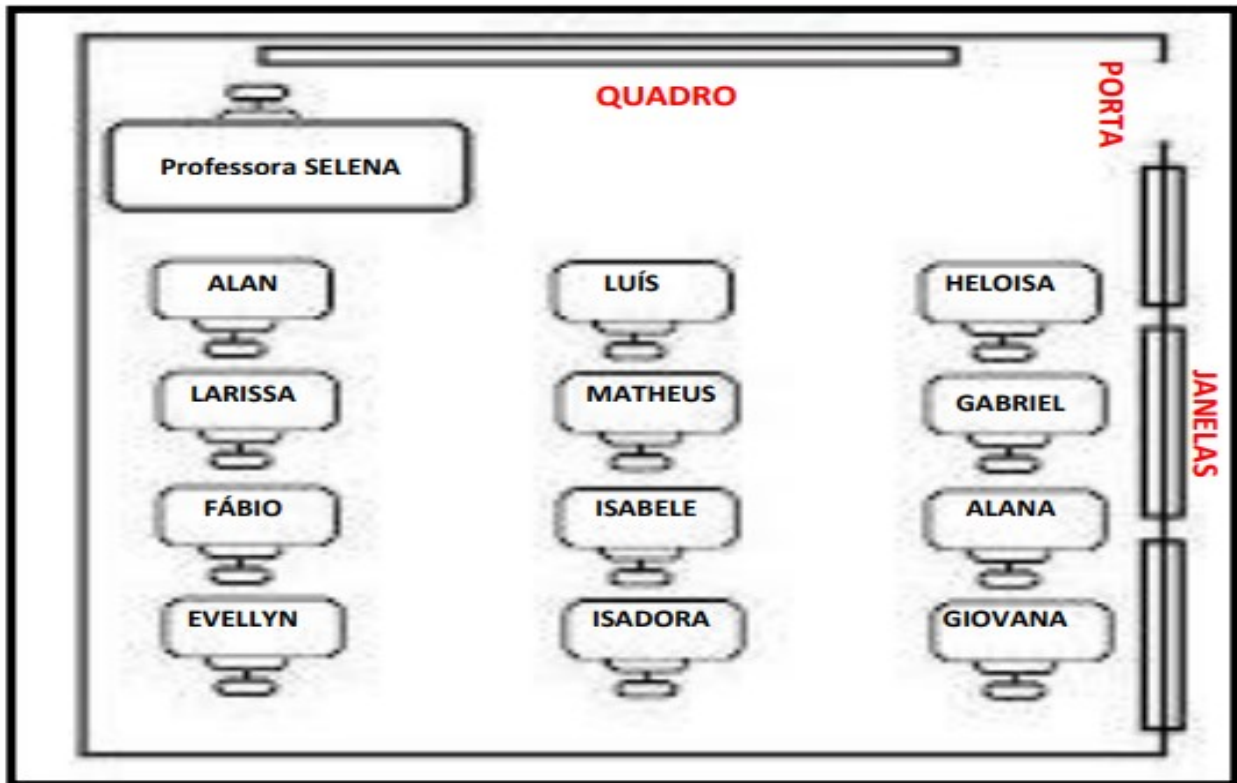 QUADRO
PORTA
Professora SELENA
ALAN
LUÍS
HELOISA
LARISSA
MATHEUS
GABRIEL
JANELAS
FÁBIO
ISABELE
ALANA
EVELLYN
ISADORA
GIOVANA